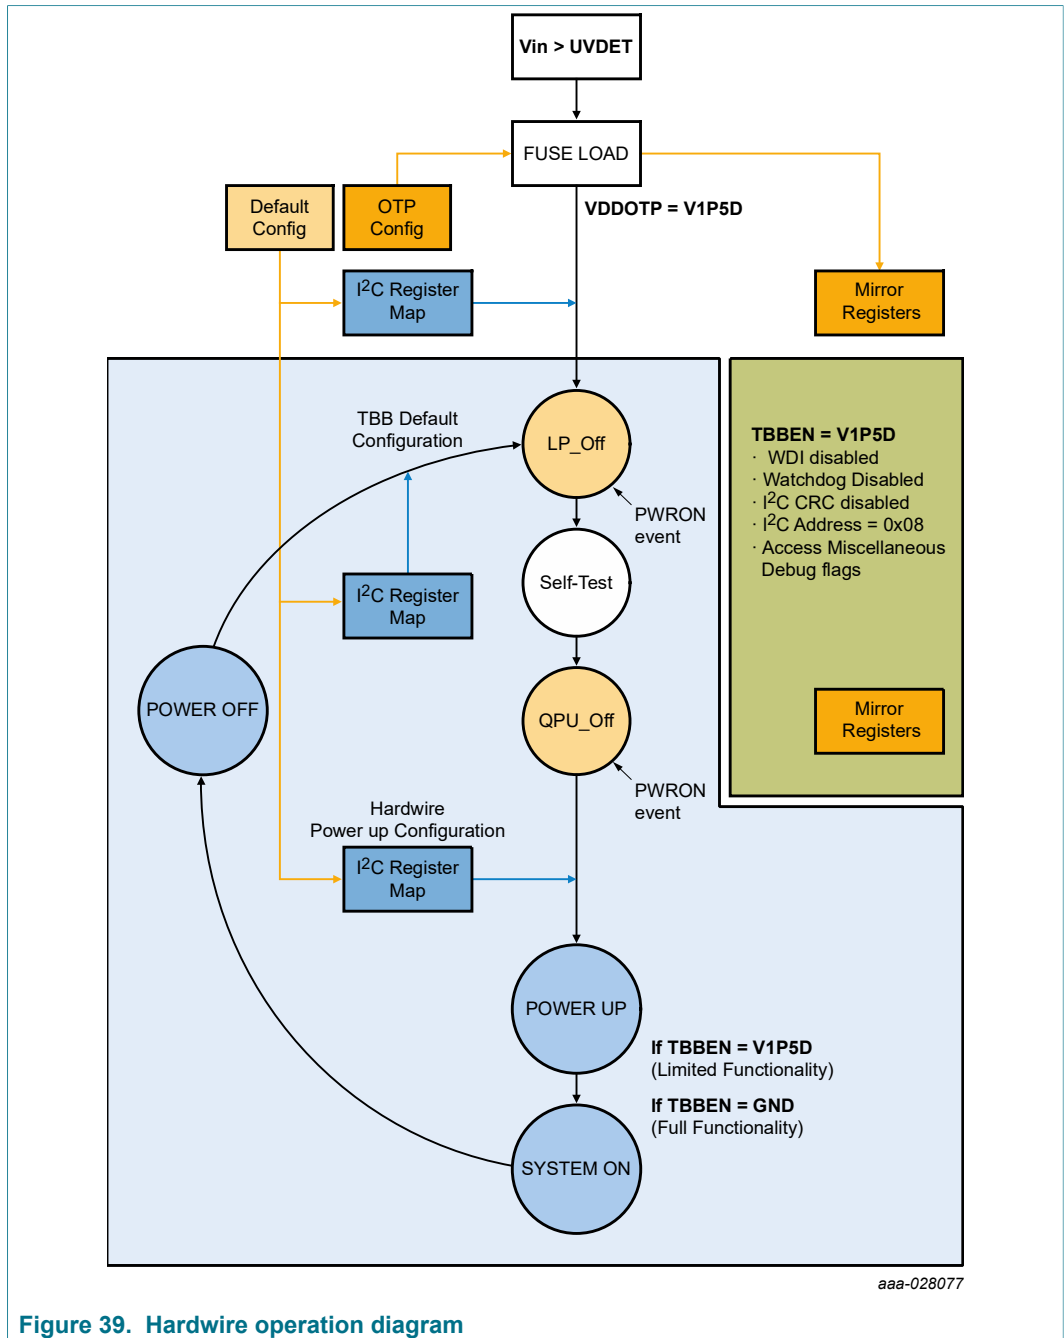 Vin > UVDET
FUSE LOAD
VDDOTP = V1P5D
Default
Config
OTP
Config
I²C Register
Map
Mirror
Registers
TBB Default
Configuration
LP_Off
PWRON
event
TBBEN = V1P5D
· WDI disabled
· Watchdog Disabled
· I²C CRC disabled
· I²C Address = 0x08
· Access Miscellaneous
Debug flags
Self-Test
I²C Register
Map
POWER OFF
QPU_Off
Mirror
Registers
PWRON
event
Hardwire
Power up Configuration
I²C Register
Map
POWER UP
If TBBEN = V1P5D
(Limited Functionality)
If TBBEN = GND
(Full Functionality)
SYSTEM ON
aaa-028077
Figure 39. Hardwire operation diagram